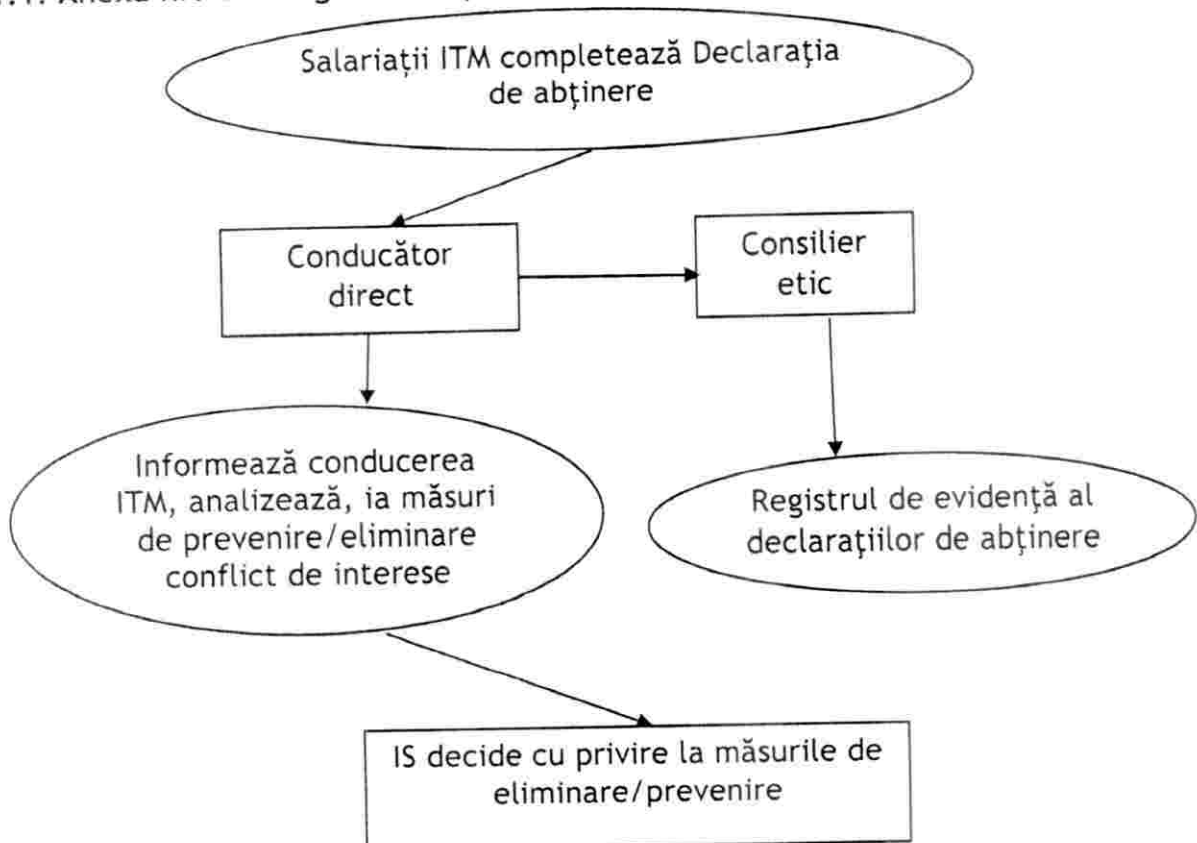 Salariații ITM completează Declarația
de abținere
Conducător
direct
Consilier
etic
Informează conducerea
ITM, analizează, ia măsuri
de prevenire/eliminare
conflict de interese
Registrul de evidență al
declarațiilor de abținere
IS decide cu privire la măsurile de
eliminare/prevenire